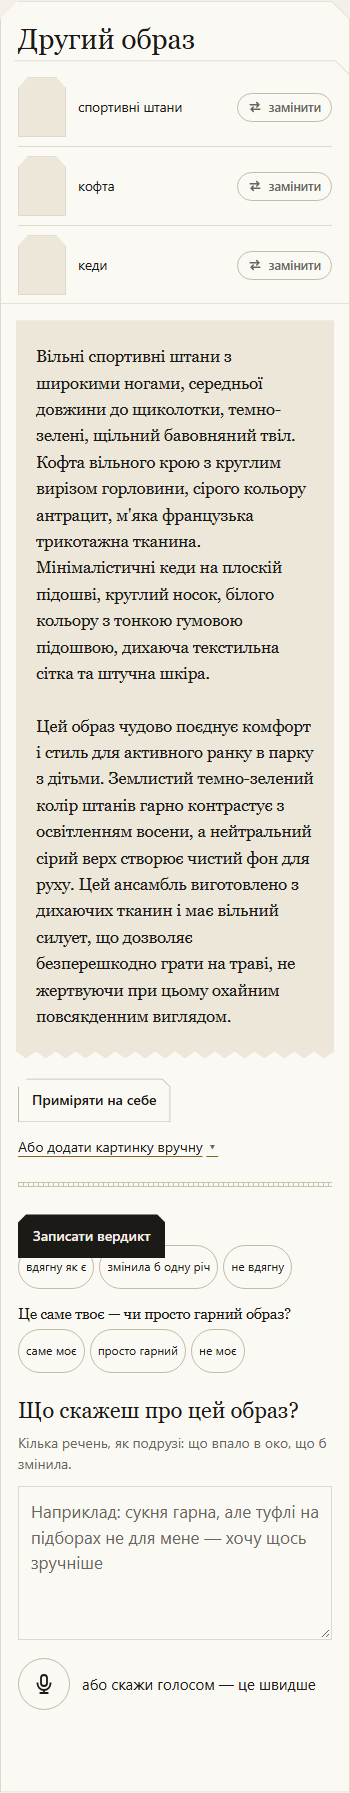 Другий образ
спортивні штани
замінити
кофта
замінити
кеди
замінити
Вільні спортивні штани з
широкими ногами, середньої
довжини до щиколотки, темно-
зелені, щільний бавовняний твіл.
Кофта вільного крою з круглим
вирізом горловини, сірого кольору
антрацит, м'яка французька
трикотажна тканина.
Мінімалістичні кеди на плоскій
підошві, круглий носок, білого
кольору з тонкою гумовою
підошвою, дихаюча текстильна
сітка та штучна шкіра.
Цей образ чудово поєднує комфорт
і стиль для активного ранку в парку
з дітьми. Землистий темно-зелений
колір штанів гарно контрастує з
освітленням восени, а нейтральний
сірий верх створює чистий фон для
руху. Цей ансамбль виготовлено з
дихаючих тканин і має вільний
силует, що дозволяє
безперешкодно грати на траві, не
жертвуючи при цьому охайним
повсякденним виглядом.
Приміряти на себе
Або додати картинку вручну
Записати вердикт
вдягну як є
змінила б одну річ
не вдягну
Це саме твоє — чи просто гарний образ?
саме моє
просто гарний
не моє
Що скажеш про цей образ?
Кілька речень, як подрузі: що впало в око, що б
змінила.
Наприклад: сукня гарна, але туфлі на
підборах не для мене — хочу щось
зручніше
або скажи голосом — це швидше